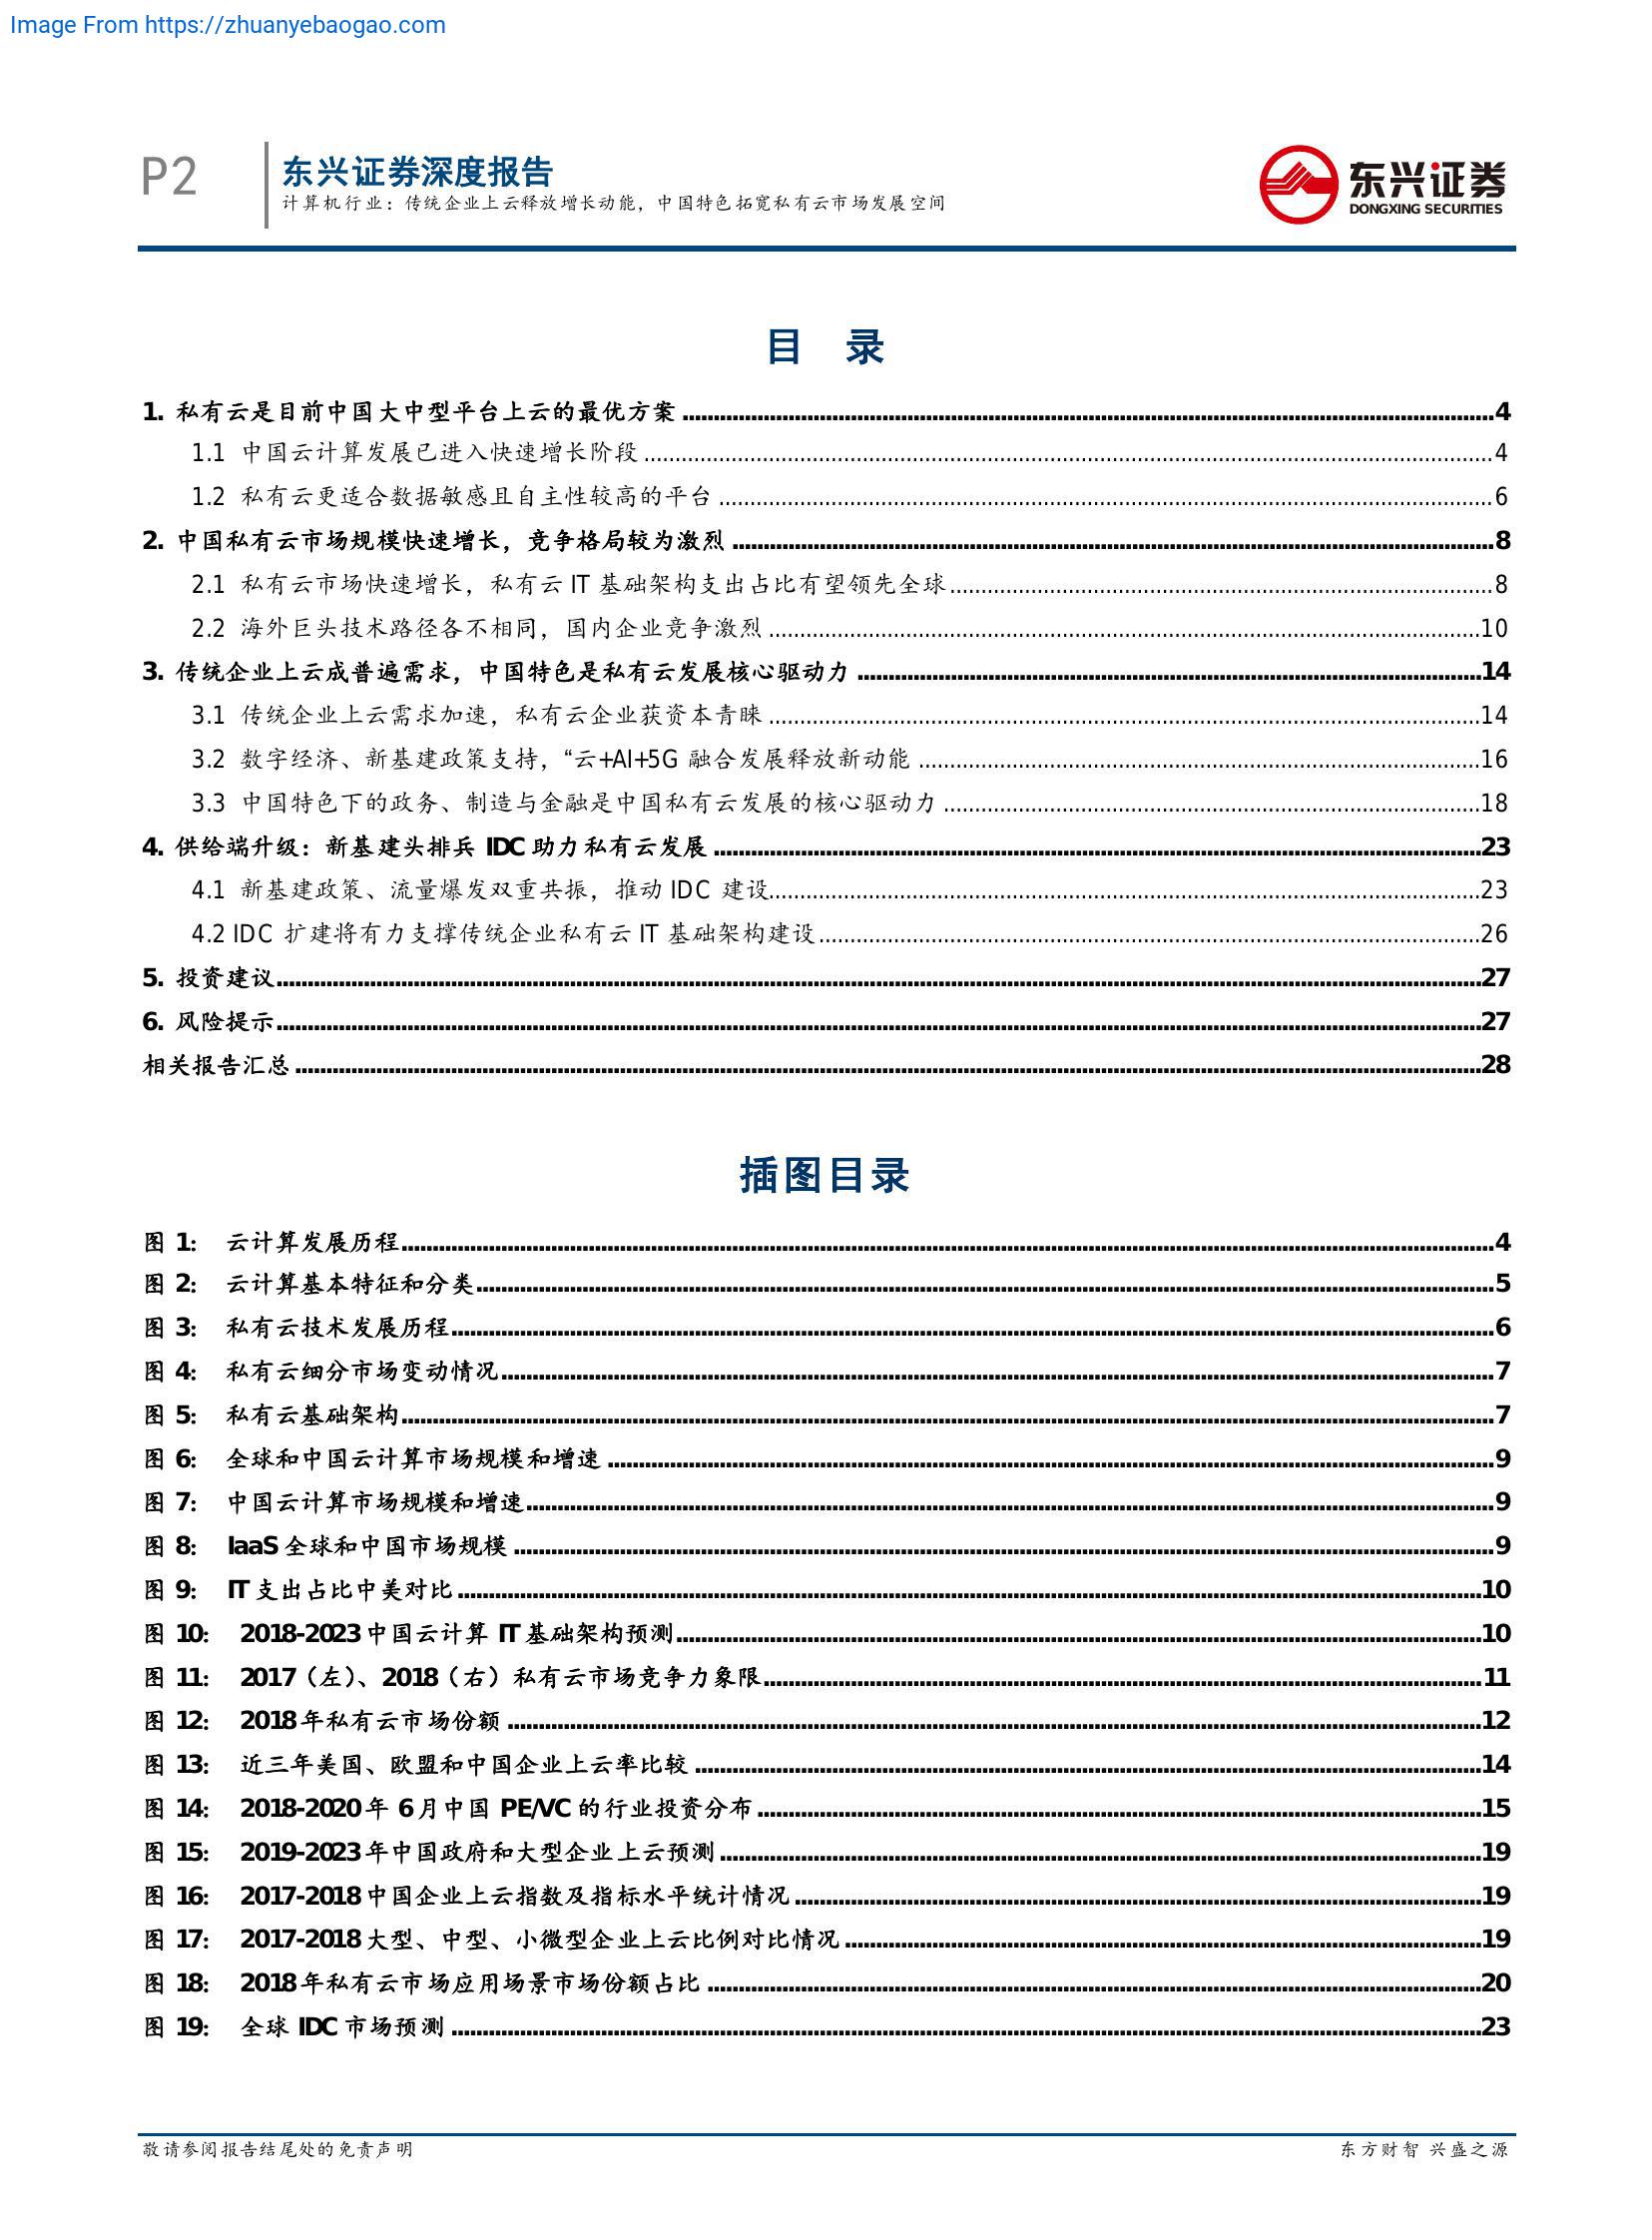 Image From https://zhuanyebaogao.com
P2
东兴证券深度报告
计算机行业：传统企业上云释放增长动能，中国特色拓宽私有云市场发展空间
东兴证券
DONGXING SECURITIES
目 录
1. 私有云是目前中国大中型平台上云的最优方案 4
1.1 中国云计算发展已进入快速增长阶段 4
1.2 私有云更适合数据敏感且自主性较高的平台 6
2. 中国私有云市场规模快速增长，竞争格局较为激烈 8
2.1 私有云市场快速增长，私有云 IT 基础架构支出占比有望领先全球 8
2.2 海外巨头技术路径各不相同，国内企业竞争激烈 10
3. 传统企业上云成普遍需求，中国特色是私有云发展核心驱动力 14
3.1 传统企业上云需求加速，私有云企业获资本青睐 14
3.2 数字经济、新基建政策支持，“云+AI+5G 融合发展释放新动能 16
3.3 中国特色下的政务、制造与金融是中国私有云发展的核心驱动力 18
4. 供给端升级：新基建头排兵 IDC 助力私有云发展 23
4.1 新基建政策、流量爆发双重共振，推动 IDC 建设 23
4.2 IDC 扩建将有力支撑传统企业私有云 IT 基础架构建设 26
5. 投资建议 27
6. 风险提示 27
相关报告汇总 28
插图目录
图 1: 云计算发展历程 4
图 2: 云计算基本特征和分类 5
图 3: 私有云技术发展历程 6
图 4: 私有云细分市场变动情况 7
图 5: 私有云基础架构 7
图 6: 全球和中国云计算市场规模和增速 9
图 7: 中国云计算市场规模和增速 9
图 8: IaaS 全球和中国市场规模 9
图 9: IT 支出占比中美对比 10
图 10: 2018-2023 中国云计算 IT 基础架构预测 10
图 11: 2017（左）、2018（右）私有云市场竞争力象限 11
图 12: 2018 年私有云市场份额 12
图 13: 近三年美国、欧盟和中国企业上云率比较 14
图 14: 2018-2020 年 6 月中国 PE/VC 的行业投资分布 15
图 15: 2019-2023 年中国政府和大型企业上云预测 19
图 16: 2017-2018 中国企业上云指数及指标水平统计情况 19
图 17: 2017-2018 大型、中型、小微型企业上云比例对比情况 19
图 18: 2018 年私有云市场应用场景市场份额占比 20
图 19: 全球 IDC 市场预测 23
敬请参阅报告结尾处的免责声明
东方财智 兴盛之源